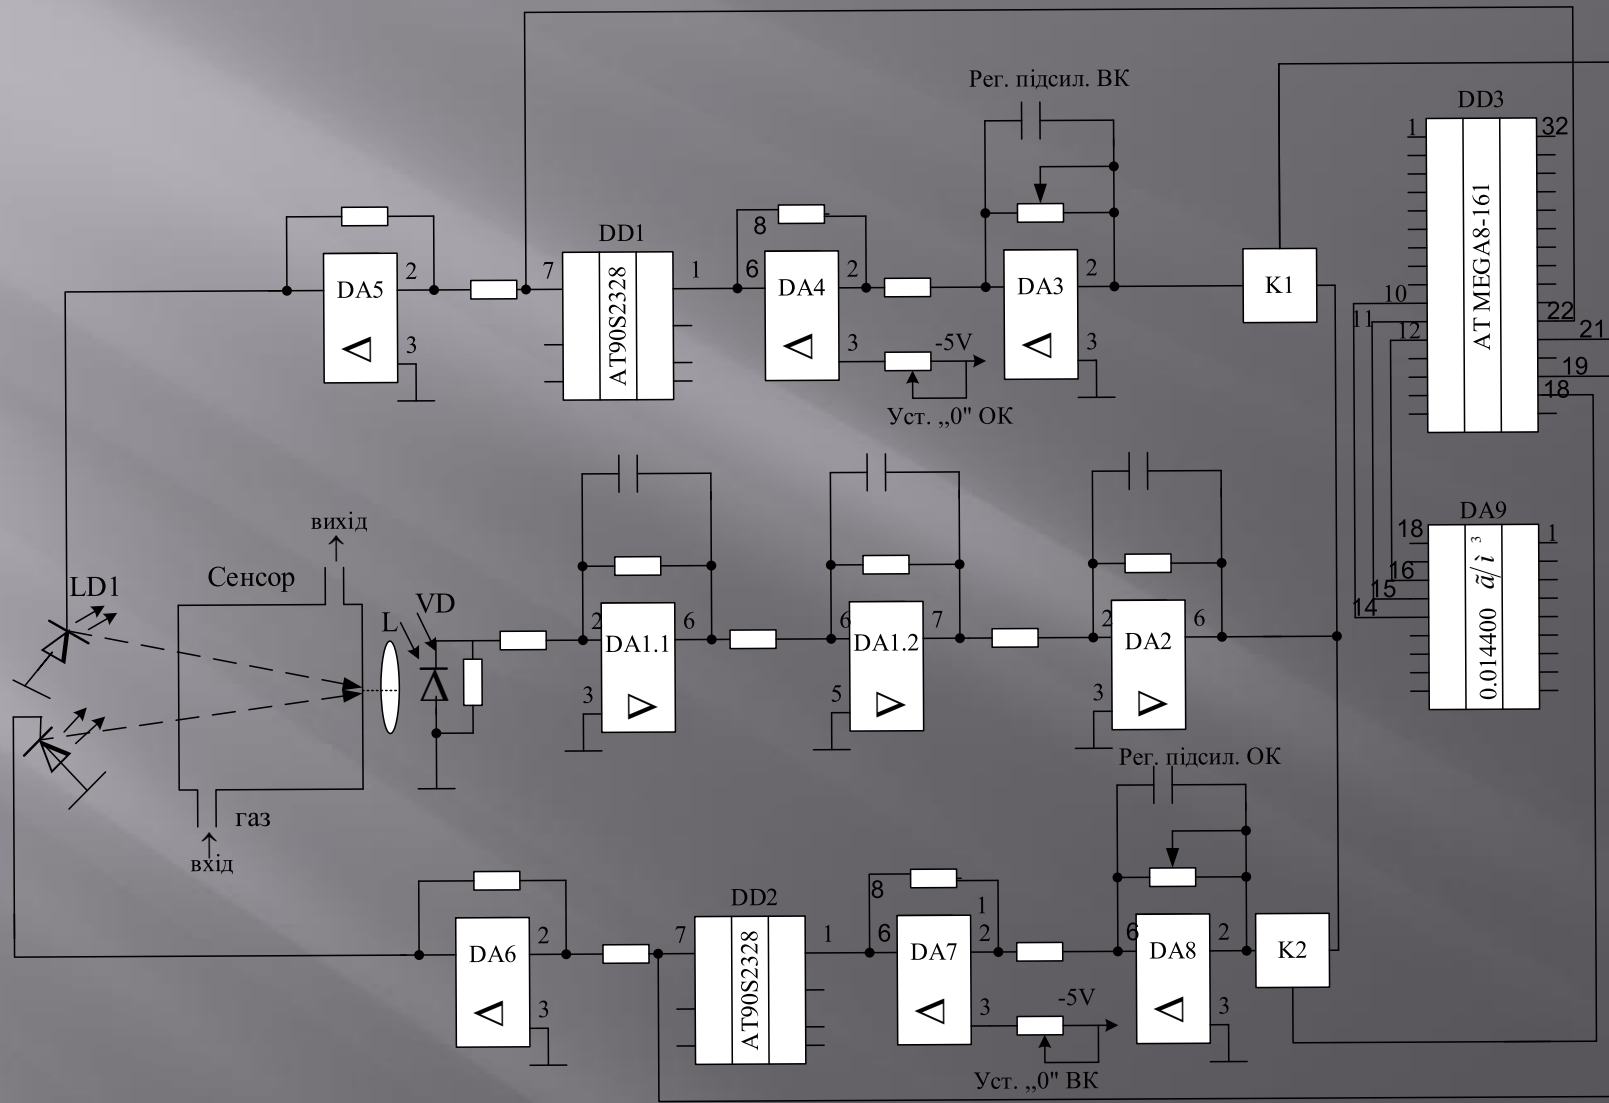 Рег. підсил. ВК
DD3
1
32
DD1
8
DA5
2
3
7
AT90S2328
1
6
DA4
2
3
-5V
Уст. „0" ОК
DA3
2
3
K1
AT MEGA8-161
10
11
12
22
21
19
18
вихід
Сенсор
LD1
L
VD
2
DA1.1
6
3
6
DA1.2
7
5
2
DA2
6
3
DA9
18
1
16
15
14
0.014400 ã/ì ³
газ
вхід
Рег. підсил. ОК
DD2
8
1
DA6
2
3
7
AT90S2328
1
6
DA7
2
3
-5V
Уст. „0" ВК
6
DA8
2
3
K2